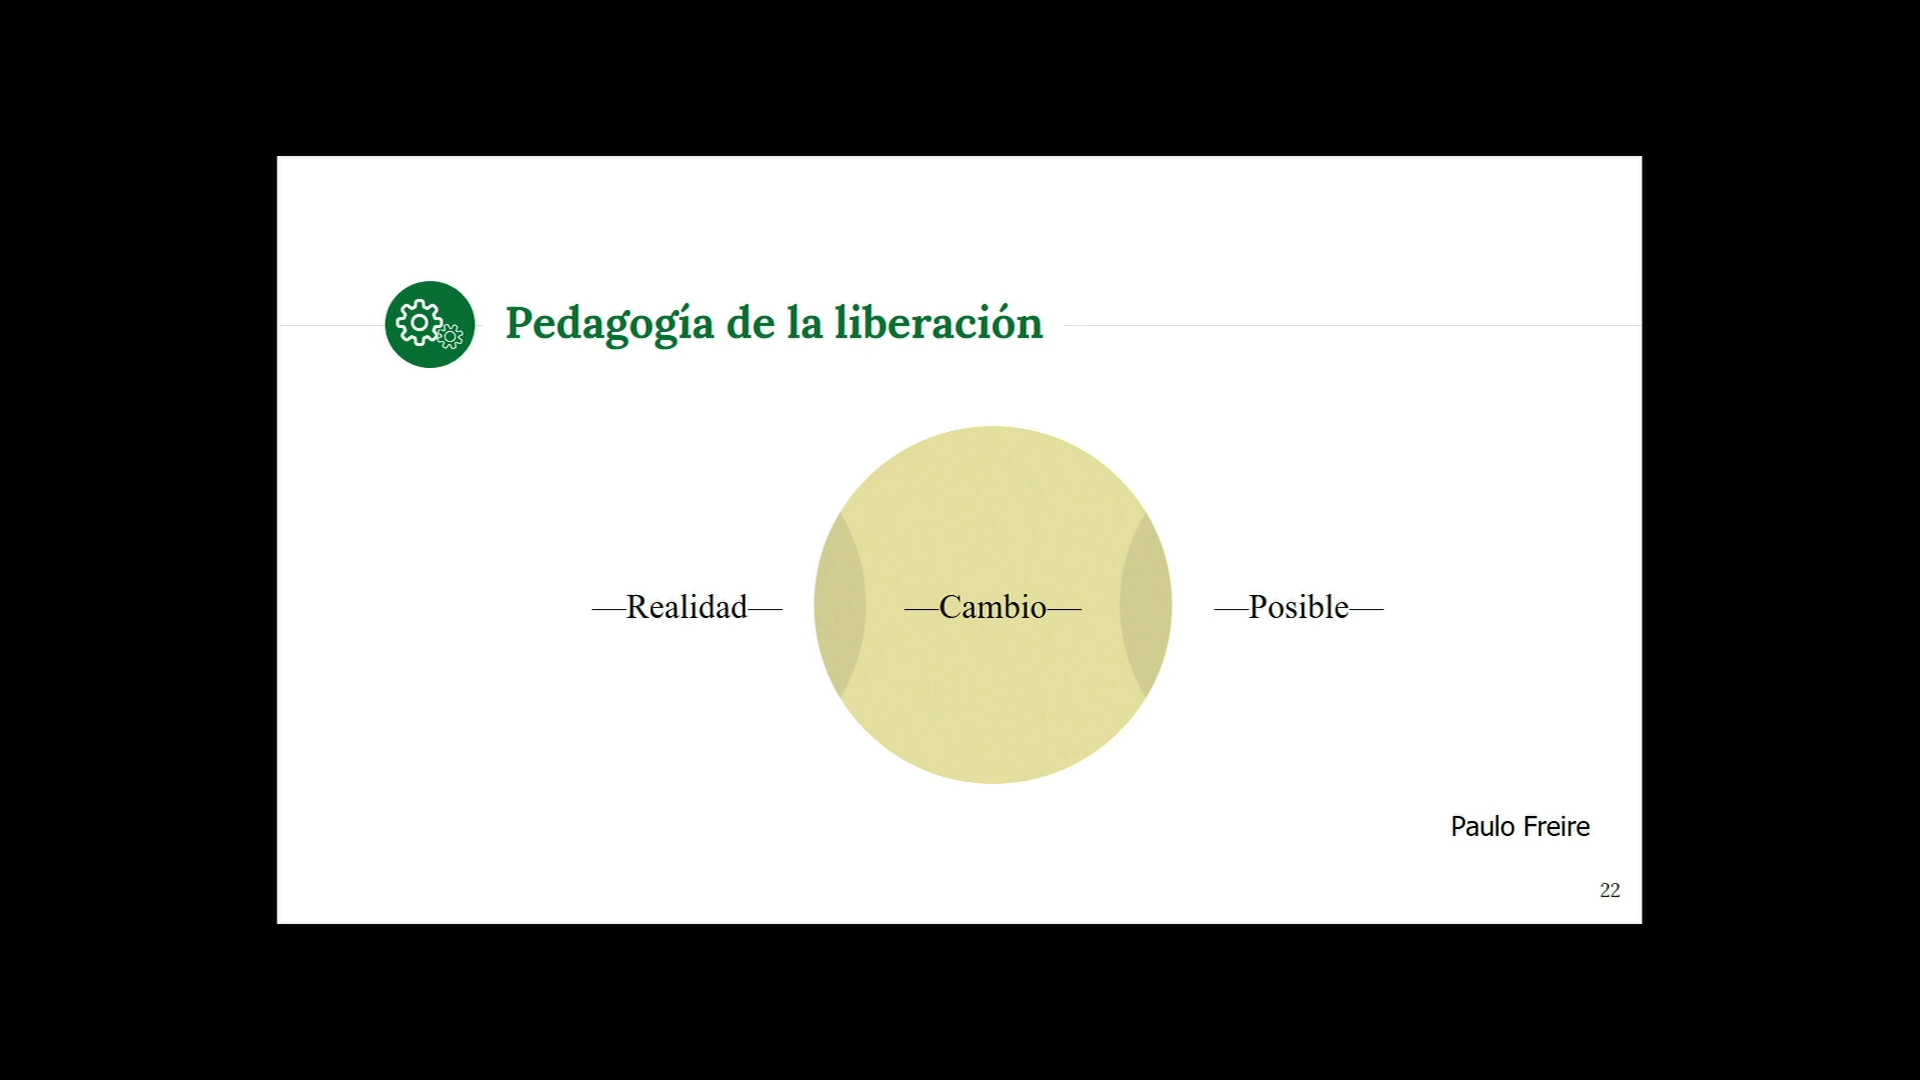 Pedagogía de la liberación
—Realidad— —Cambio— —Posible—
Paulo Freire
22